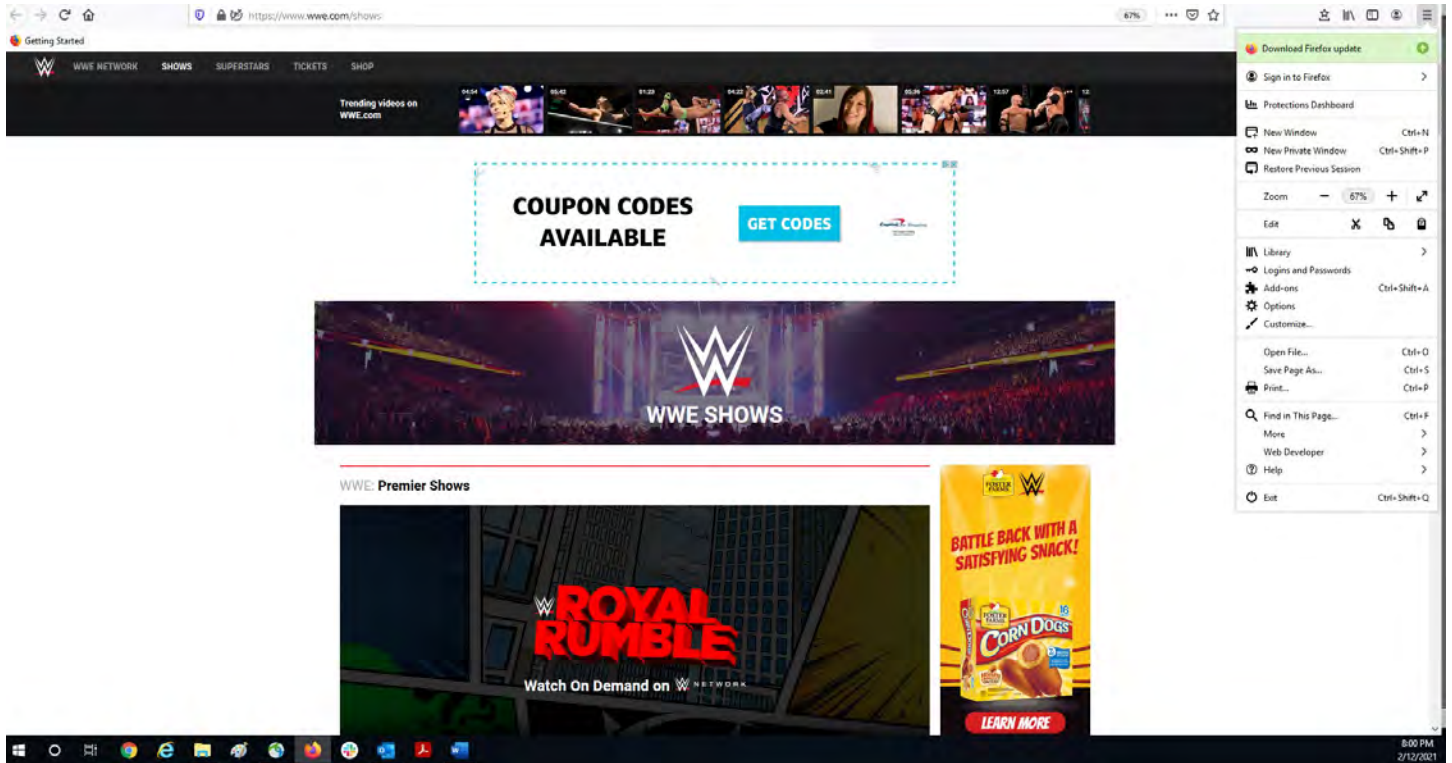 https://www.wwe.com/shows
67%
Getting Started
WWE NETWORK SHOWS SUPERSTARS TICKETS SHOP
Trending videos on
WWE.com
04:54 05:42 01:23 04:22 02:41 05:36 12:57 12:
COUPON CODES
AVAILABLE
GET CODES
WWE SHOWS
WWE: Premier Shows
W ROYAL
RUMBLE
Watch On Demand on W NETWORK
FOSTER
FARMS
W
BATTLE BACK WITH A
SATISFYING SNACK!
FOSTER
FARMS
16
CORN DOGS
LEARN MORE
Download Firefox update
Sign in to Firefox
Protections Dashboard
New Window Ctrl+N
New Private Window Ctrl+Shift+P
Restore Previous Session
Zoom 67%
Edit
Library
Logins and Passwords
Add-ons Ctrl+Shift+A
Options
Customize...
Open File... Ctrl+O
Save Page As... Ctrl+S
Print... Ctrl+P
Find in This Page... Ctrl+F
More
Web Developer
Help
Exit Ctrl+Shift+Q
8:00 PM
2/12/2021